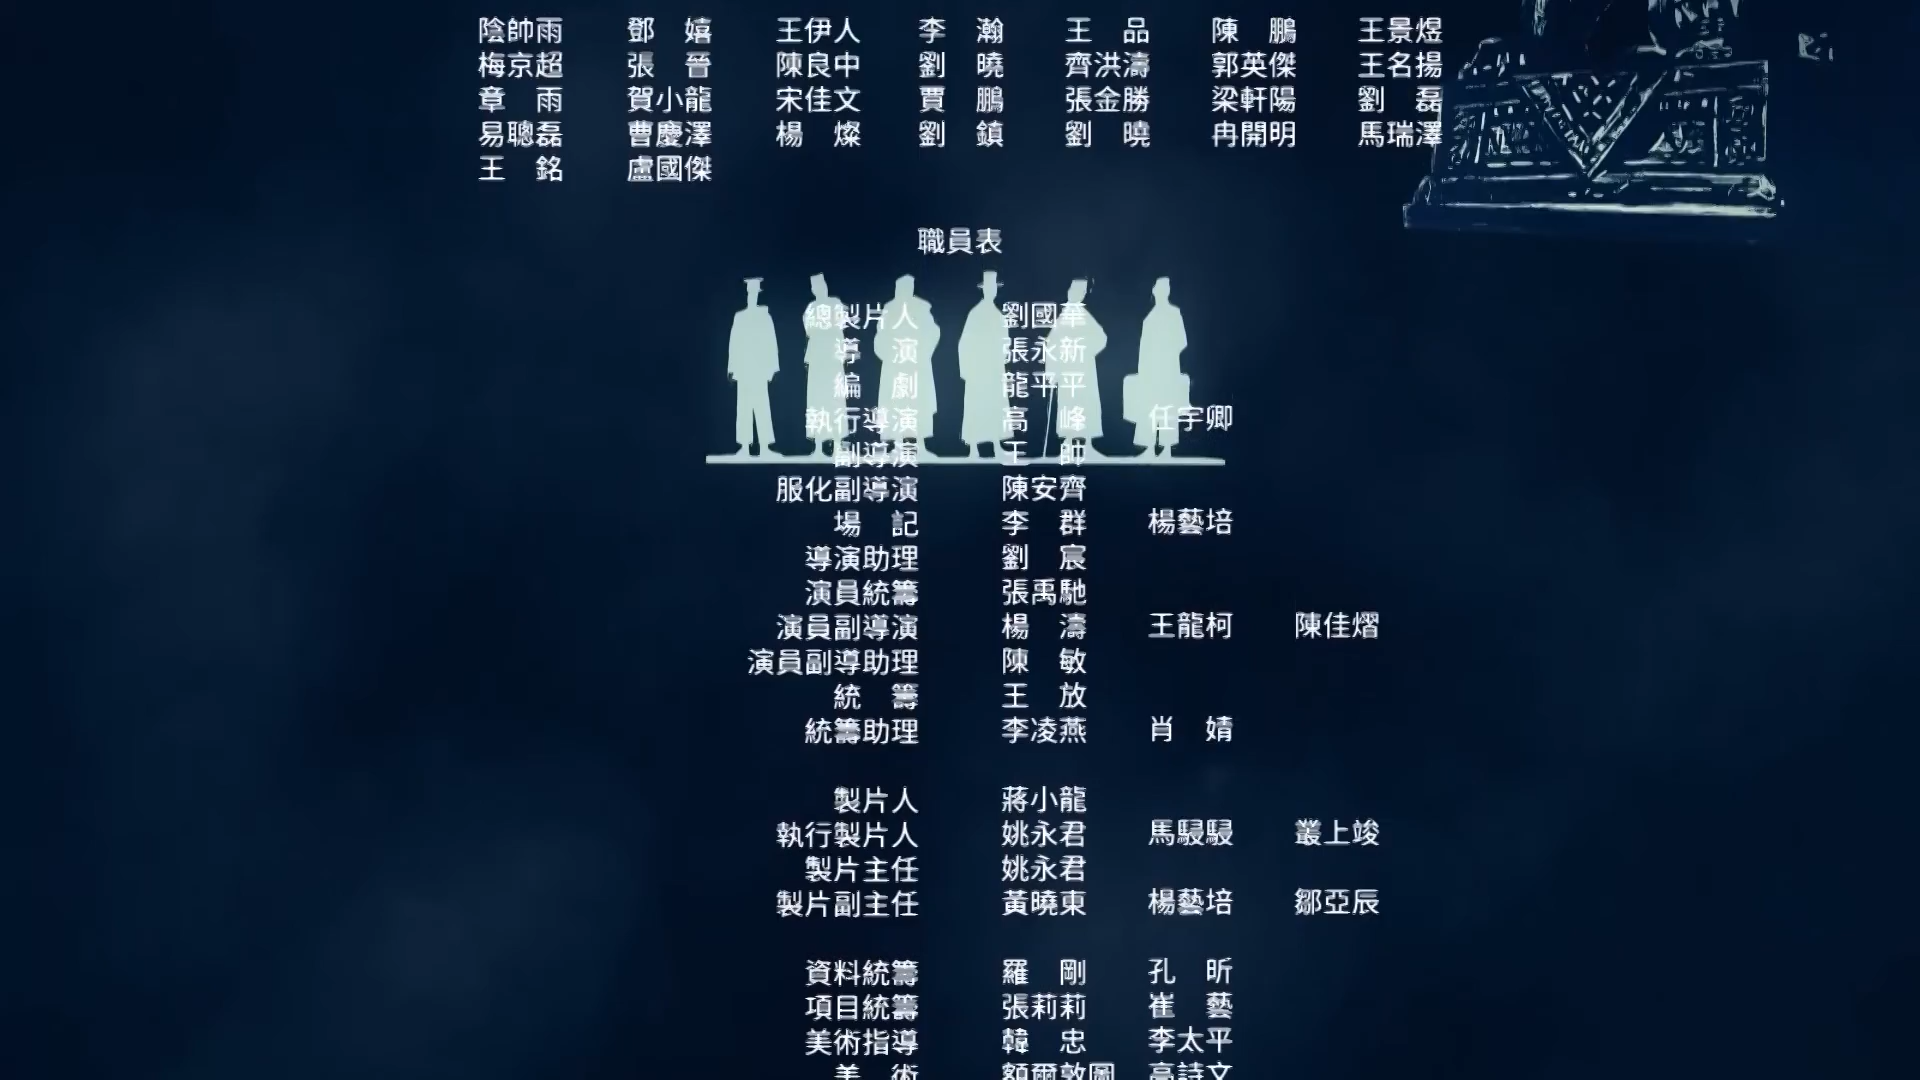 陰帥雨 鄧 嬉 王伊人 李 瀚 王 品 陳 鵬 王景煜
梅京超 張 晉 陳良中 劉 曉 齊洪濤 郭英傑 王名揚
章 雨 賀小龍 宋佳文 賈 鵬 張金勝 梁軒陽 劉 磊
易聰磊 曹慶澤 楊 燦 劉 鎮 劉 曉 冉開明 馬瑞澤
王 銘 盧國傑
職員表
總製片人 劉國華
導 演 張永新
編 劇 龍平平
執行導演 高 峰 任宇卿
副導演 王 帥
服化副導演 陳安齊
場 記 李 群 楊藝培
導演助理 劉 宸
演員統籌 張禹馳
演員副導演 楊 濤 王龍柯 陳佳熠
演員副導助理 陳 敏
統 籌 王 放
統籌助理 李凌燕 肖 婧
製片人 蔣小龍
執行製片人 姚永君 馬駸駸 叢上竣
製片主任 姚永君
製片副主任 黃曉東 楊藝培 鄒亞辰
資料統籌 羅 剛 孔 昕
項目統籌 張莉莉 崔 藝
美術指導 韓 忠 李太平
美 術 額爾敦圖 高詩文